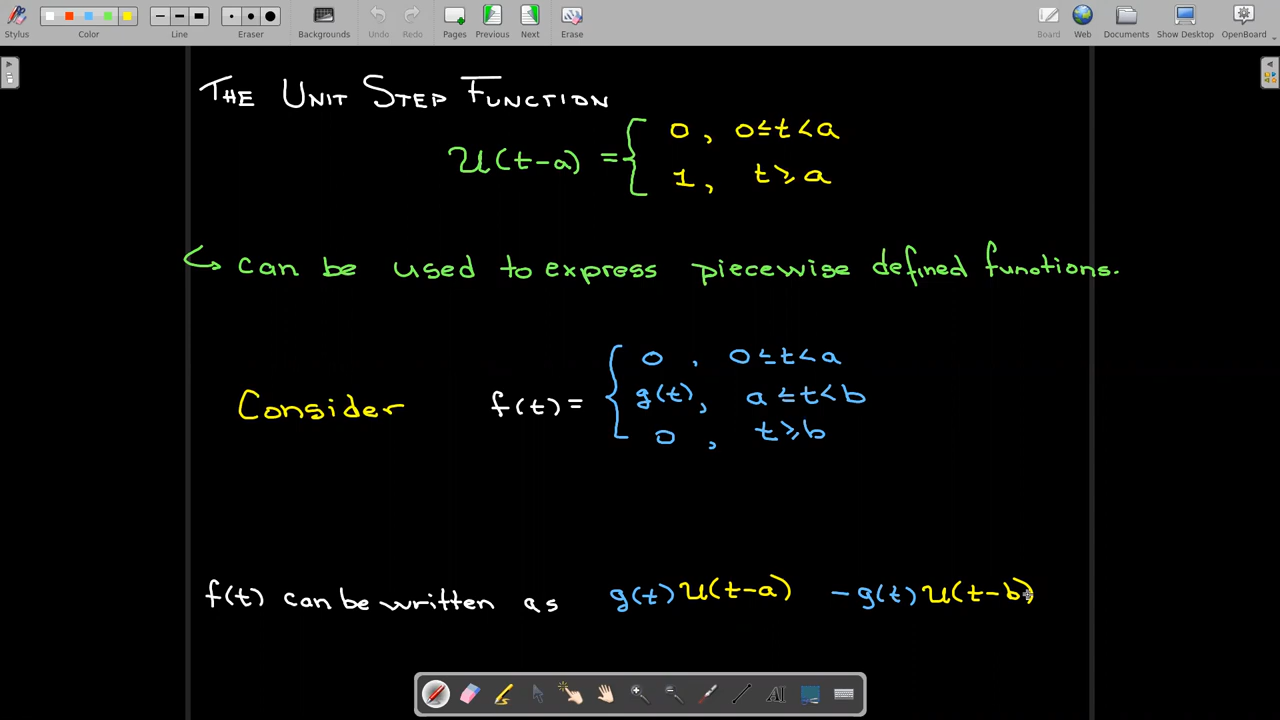 Stylus Color Line Eraser Backgrounds Undo Redo Pages Previous Next Erase Board Web Documents Show Desktop OpenBoard
THE UNIT STEP FUNCTION
U(t-a) = { 0, 0≤t<a
1, t≥a
↪ can be used to express piecewise defined functions.
Consider f(t) = { 0, 0≤t<a
g(t), a≤t<b
0, t≥b
f(t) can be written as g(t)U(t-a) -g(t)U(t-b)